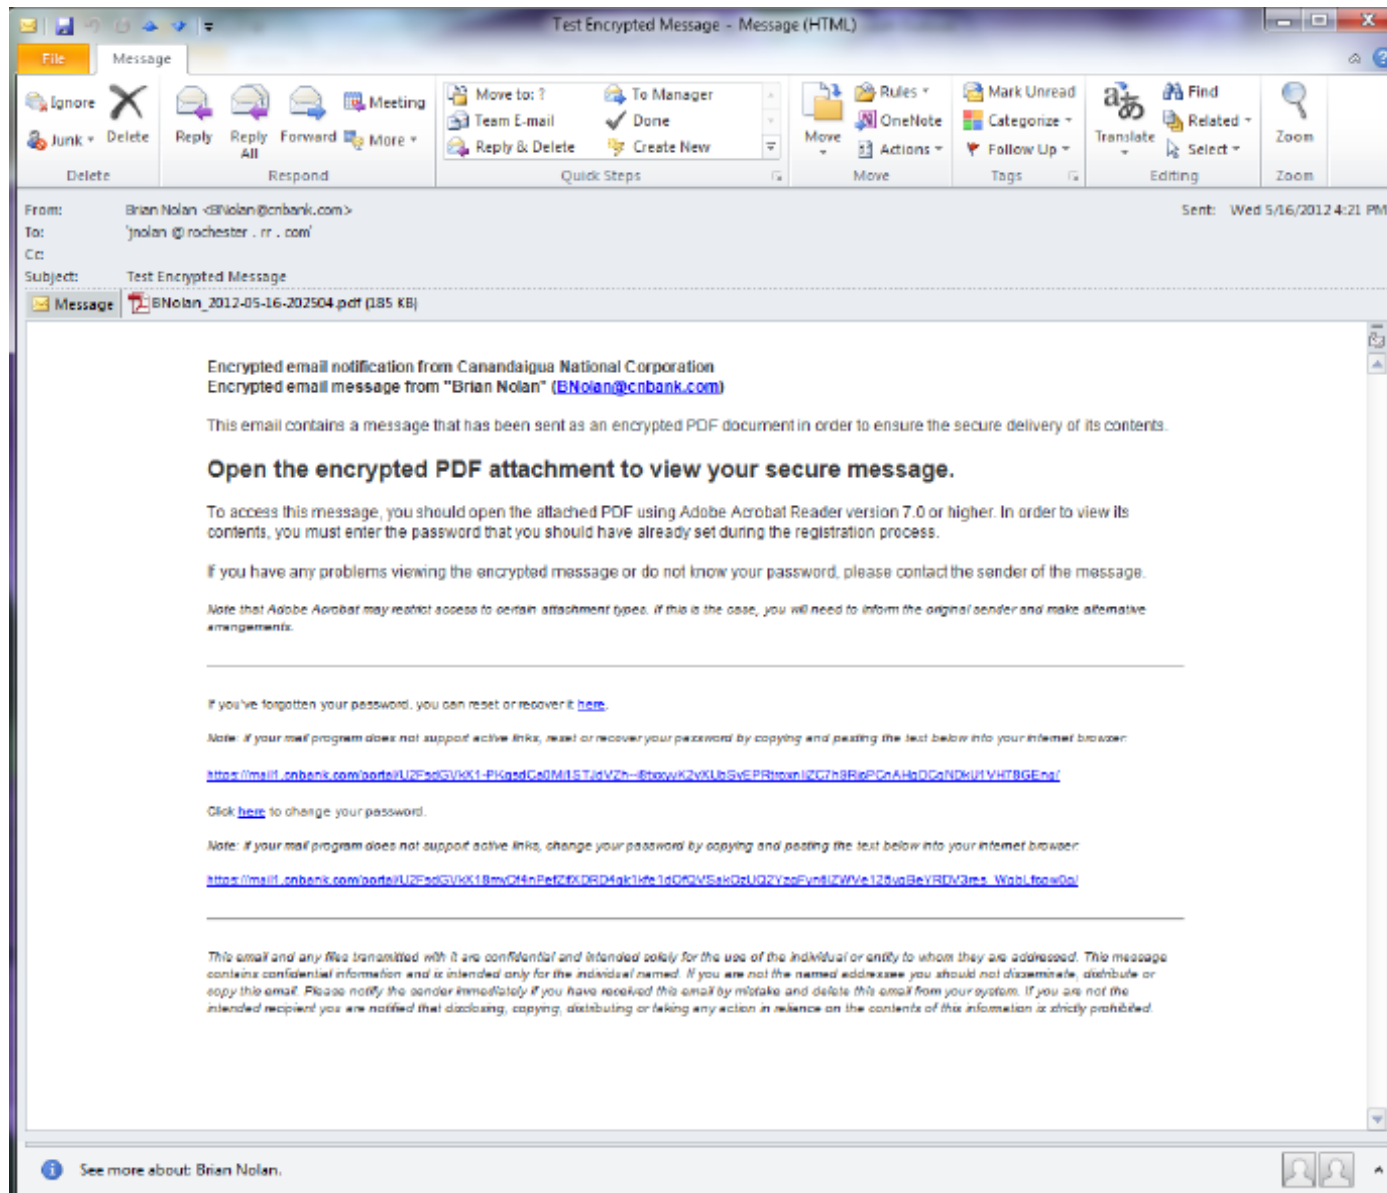 Test Encrypted Message - Message (HTML)
File Message
Ignore
Junk
Delete
Reply
Reply All
Forward
Meeting
More
Move to: ?
Team E-mail
Reply & Delete
To Manager
Done
Create New
Move
Rules
OneNote
Actions
Mark Unread
Categorize
Follow Up
Translate
Find
Related
Select
Zoom
Delete Respond Quick Steps Move Tags Editing Zoom
From: Brian Nolan <BNolan@cnbank.com> Sent: Wed 5/16/2012 4:21 PM
To: 'jnolan @ rochester . rr . com'
Cc:
Subject: Test Encrypted Message
Message BNolan_2012-05-16-202504.pdf (185 KB)
Encrypted email notification from Canandaigua National Corporation
Encrypted email message from "Brian Nolan" (BNolan@cnbank.com)
This email contains a message that has been sent as an encrypted PDF document in order to ensure the secure delivery of its contents.
Open the encrypted PDF attachment to view your secure message.
To access this message, you should open the attached PDF using Adobe Acrobat Reader version 7.0 or higher. In order to view its
contents, you must enter the password that you should have already set during the registration process.
If you have any problems viewing the encrypted message or do not know your password, please contact the sender of the message.
Note that Adobe Acrobat may restrict access to certain attachment types. If this is the case, you will need to inform the original sender and make alternative
arrangements.
If you've forgotten your password, you can reset or recover it here.
Note: if your mail program does not support active links, reset or recover your password by copying and pasting the text below into your internet browser:
Click here to change your password.
Note: if your mail program does not support active links, change your password by copying and pasting the text below into your internet browser:
This email and any files transmitted with it are confidential and intended solely for the use of the individual or entity to whom they are addressed. This message
contains confidential information and is intended only for the individual named. If you are not the named addressee you should not disseminate, distribute or
copy this email. Please notify the sender immediately if you have received this email by mistake and delete this email from your system. If you are not the
intended recipient you are notified that disclosing, copying, distributing or taking any action in reliance on the contents of this information is strictly prohibited.
See more about: Brian Nolan.